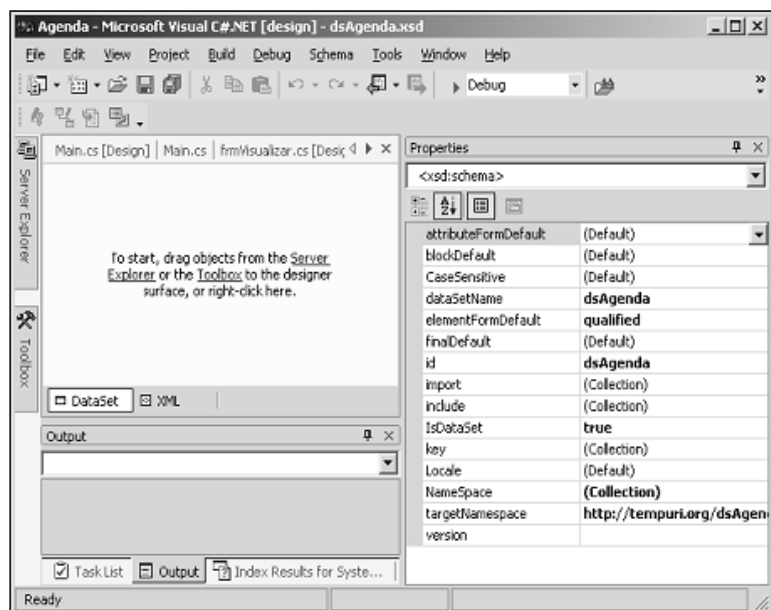 Agenda - Microsoft Visual C#.NET [design] - dsAgenda.xsd
File Edit View Project Build Debug Schema Tools Window Help
Debug
Server Explorer
Toolbox
Main.cs [Design] | Main.cs | frmVisualizar.cs [Desig
To start, drag objects from the Server
Explorer or the Toolbox to the designer
surface, or right-click here.
DataSet XML
Output
Task List Output Index Results for Syste...
Properties
<xsd:schema>
attributeFormDefault (Default)
blockDefault (Default)
CaseSensitive (Default)
dataSetName dsAgenda
elementFormDefault qualified
finalDefault (Default)
id dsAgenda
import (Collection)
include (Collection)
IsDataSet true
key (Collection)
Locale (Default)
NameSpace (Collection)
targetNamespace http://tempuri.org/dsAgen
version
Ready